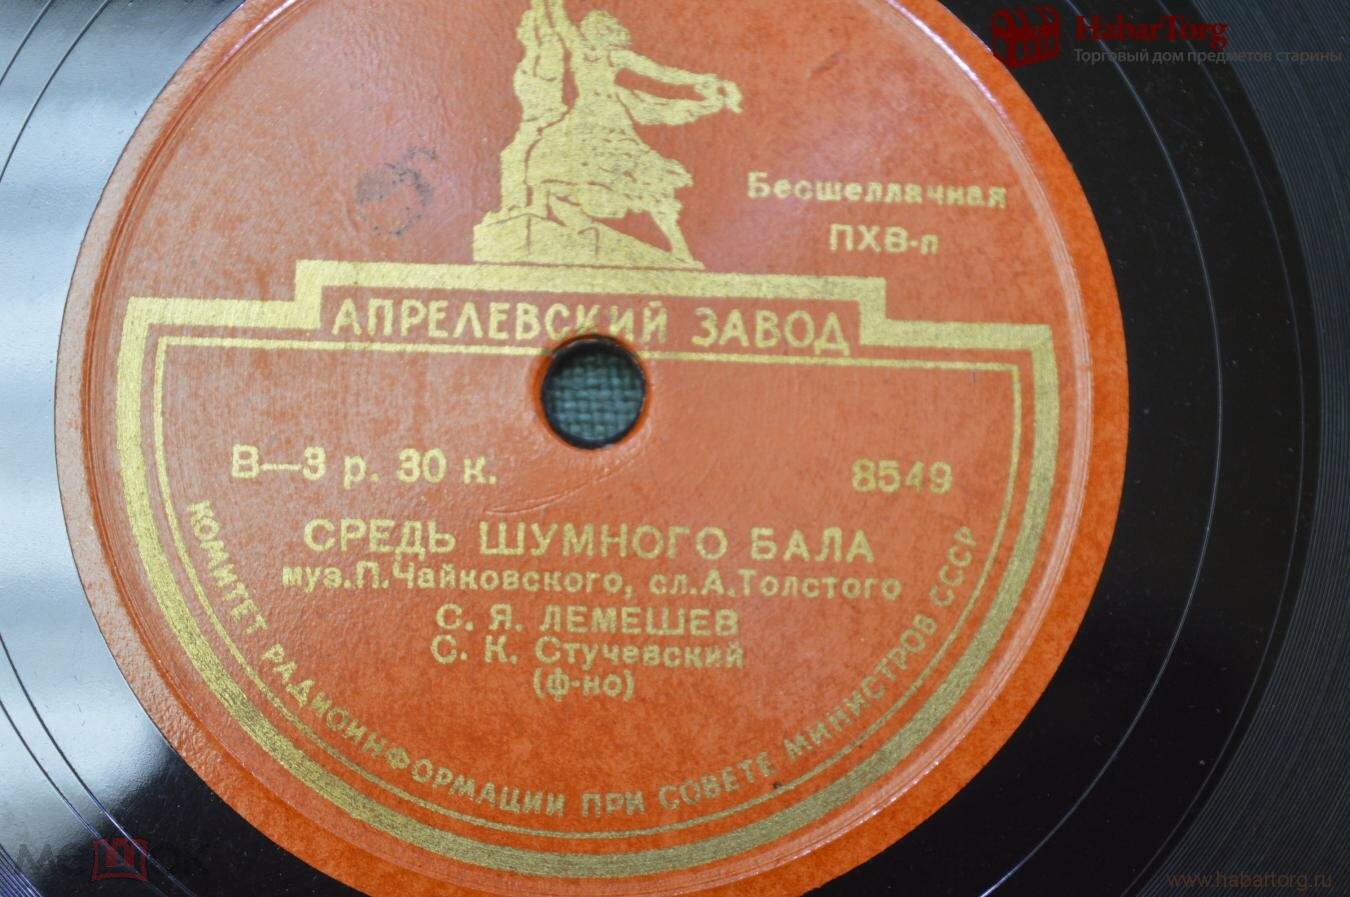 HabarTorg
Торговый дом предметов старины
Бесшеллачная
ПХВ-п
АПРЕЛЕВСКИЙ ЗАВОД
В—3 р. 30 к.
8549
СРЕДЬ ШУМНОГО БАЛА
муз.П.Чайковского, сл.А.Толстого
С. Я. ЛЕМЕШЕВ
С. К. Стучевский
(ф-но)
КОМИТЕТ РАДИОИНФОРМАЦИИ ПРИ СОВЕТЕ МИНИСТРОВ СССР
www.habartorg.ru